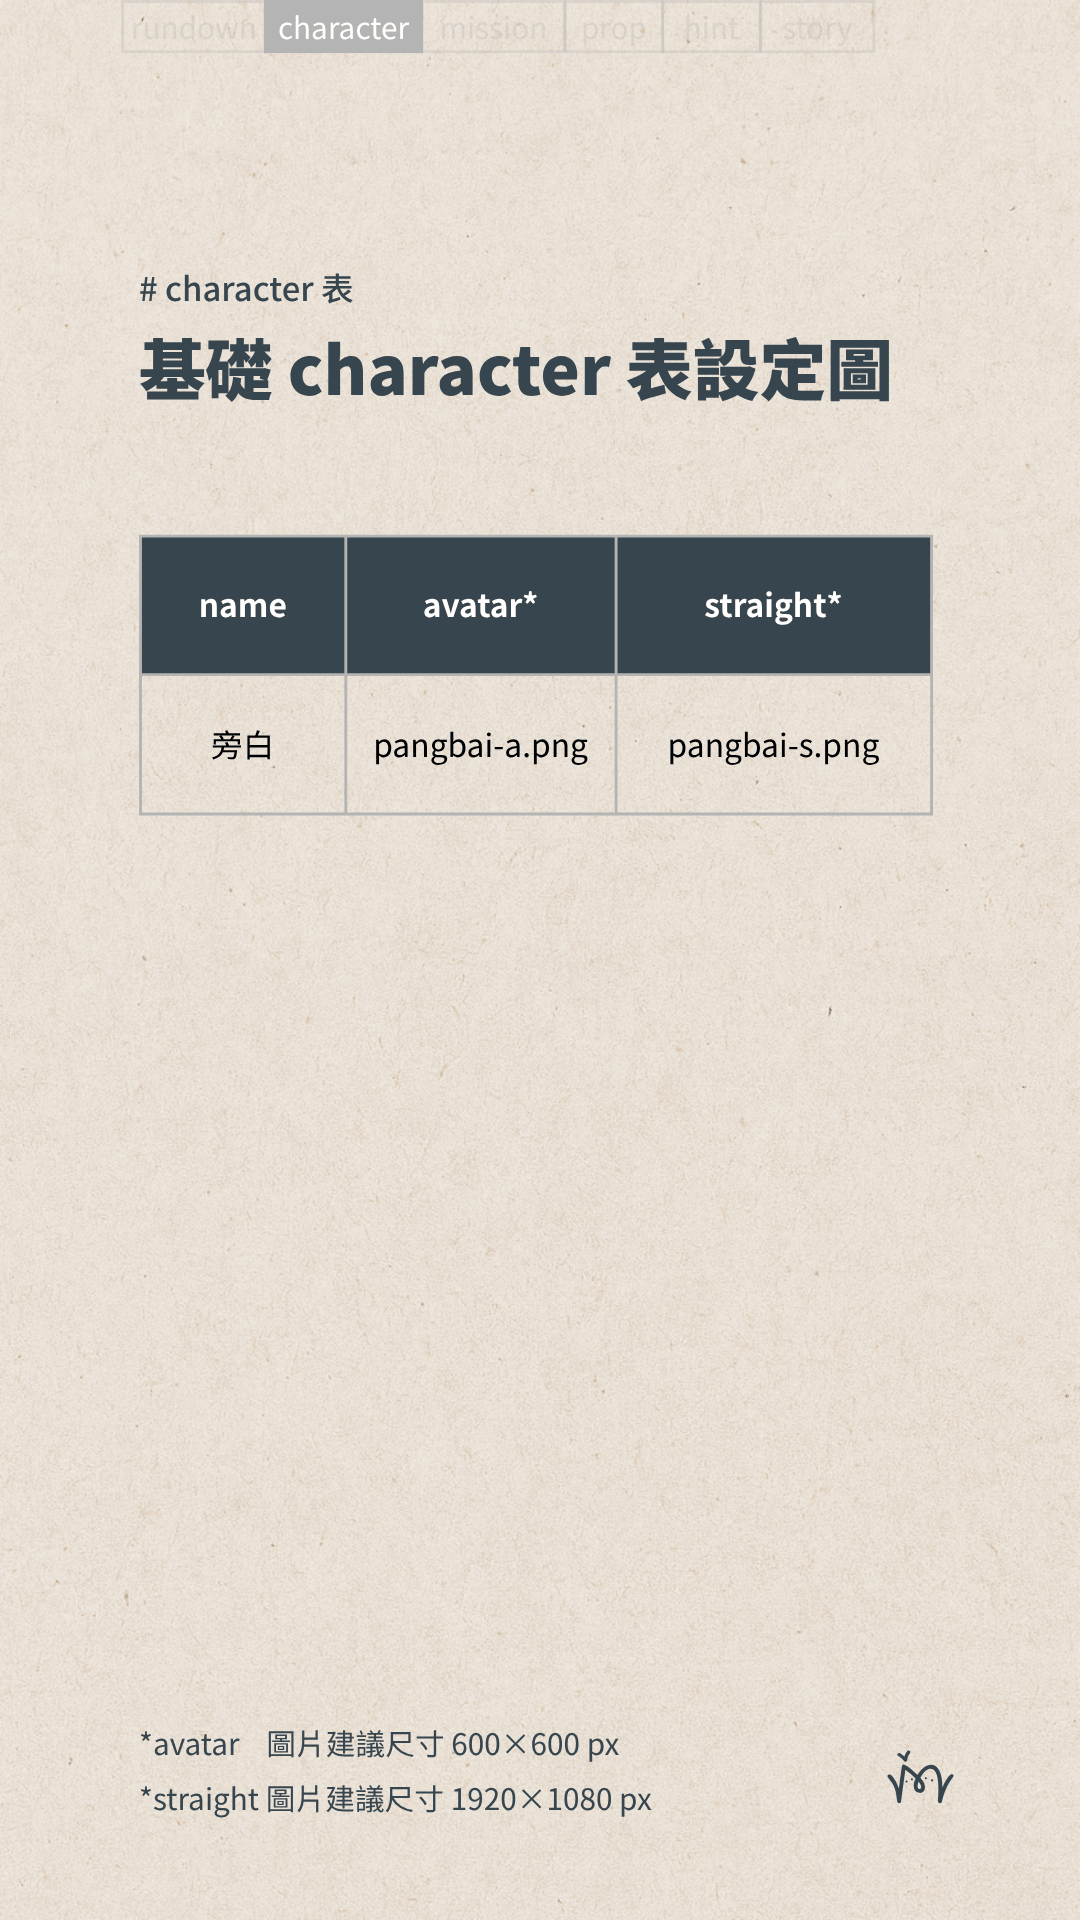 rundown character mission prop hint story
# character 表
基礎 character 表設定圖
name avatar* straight*
旁白 pangbai-a.png pangbai-s.png
*avatar 圖片建議尺寸 600×600 px
*straight 圖片建議尺寸 1920×1080 px